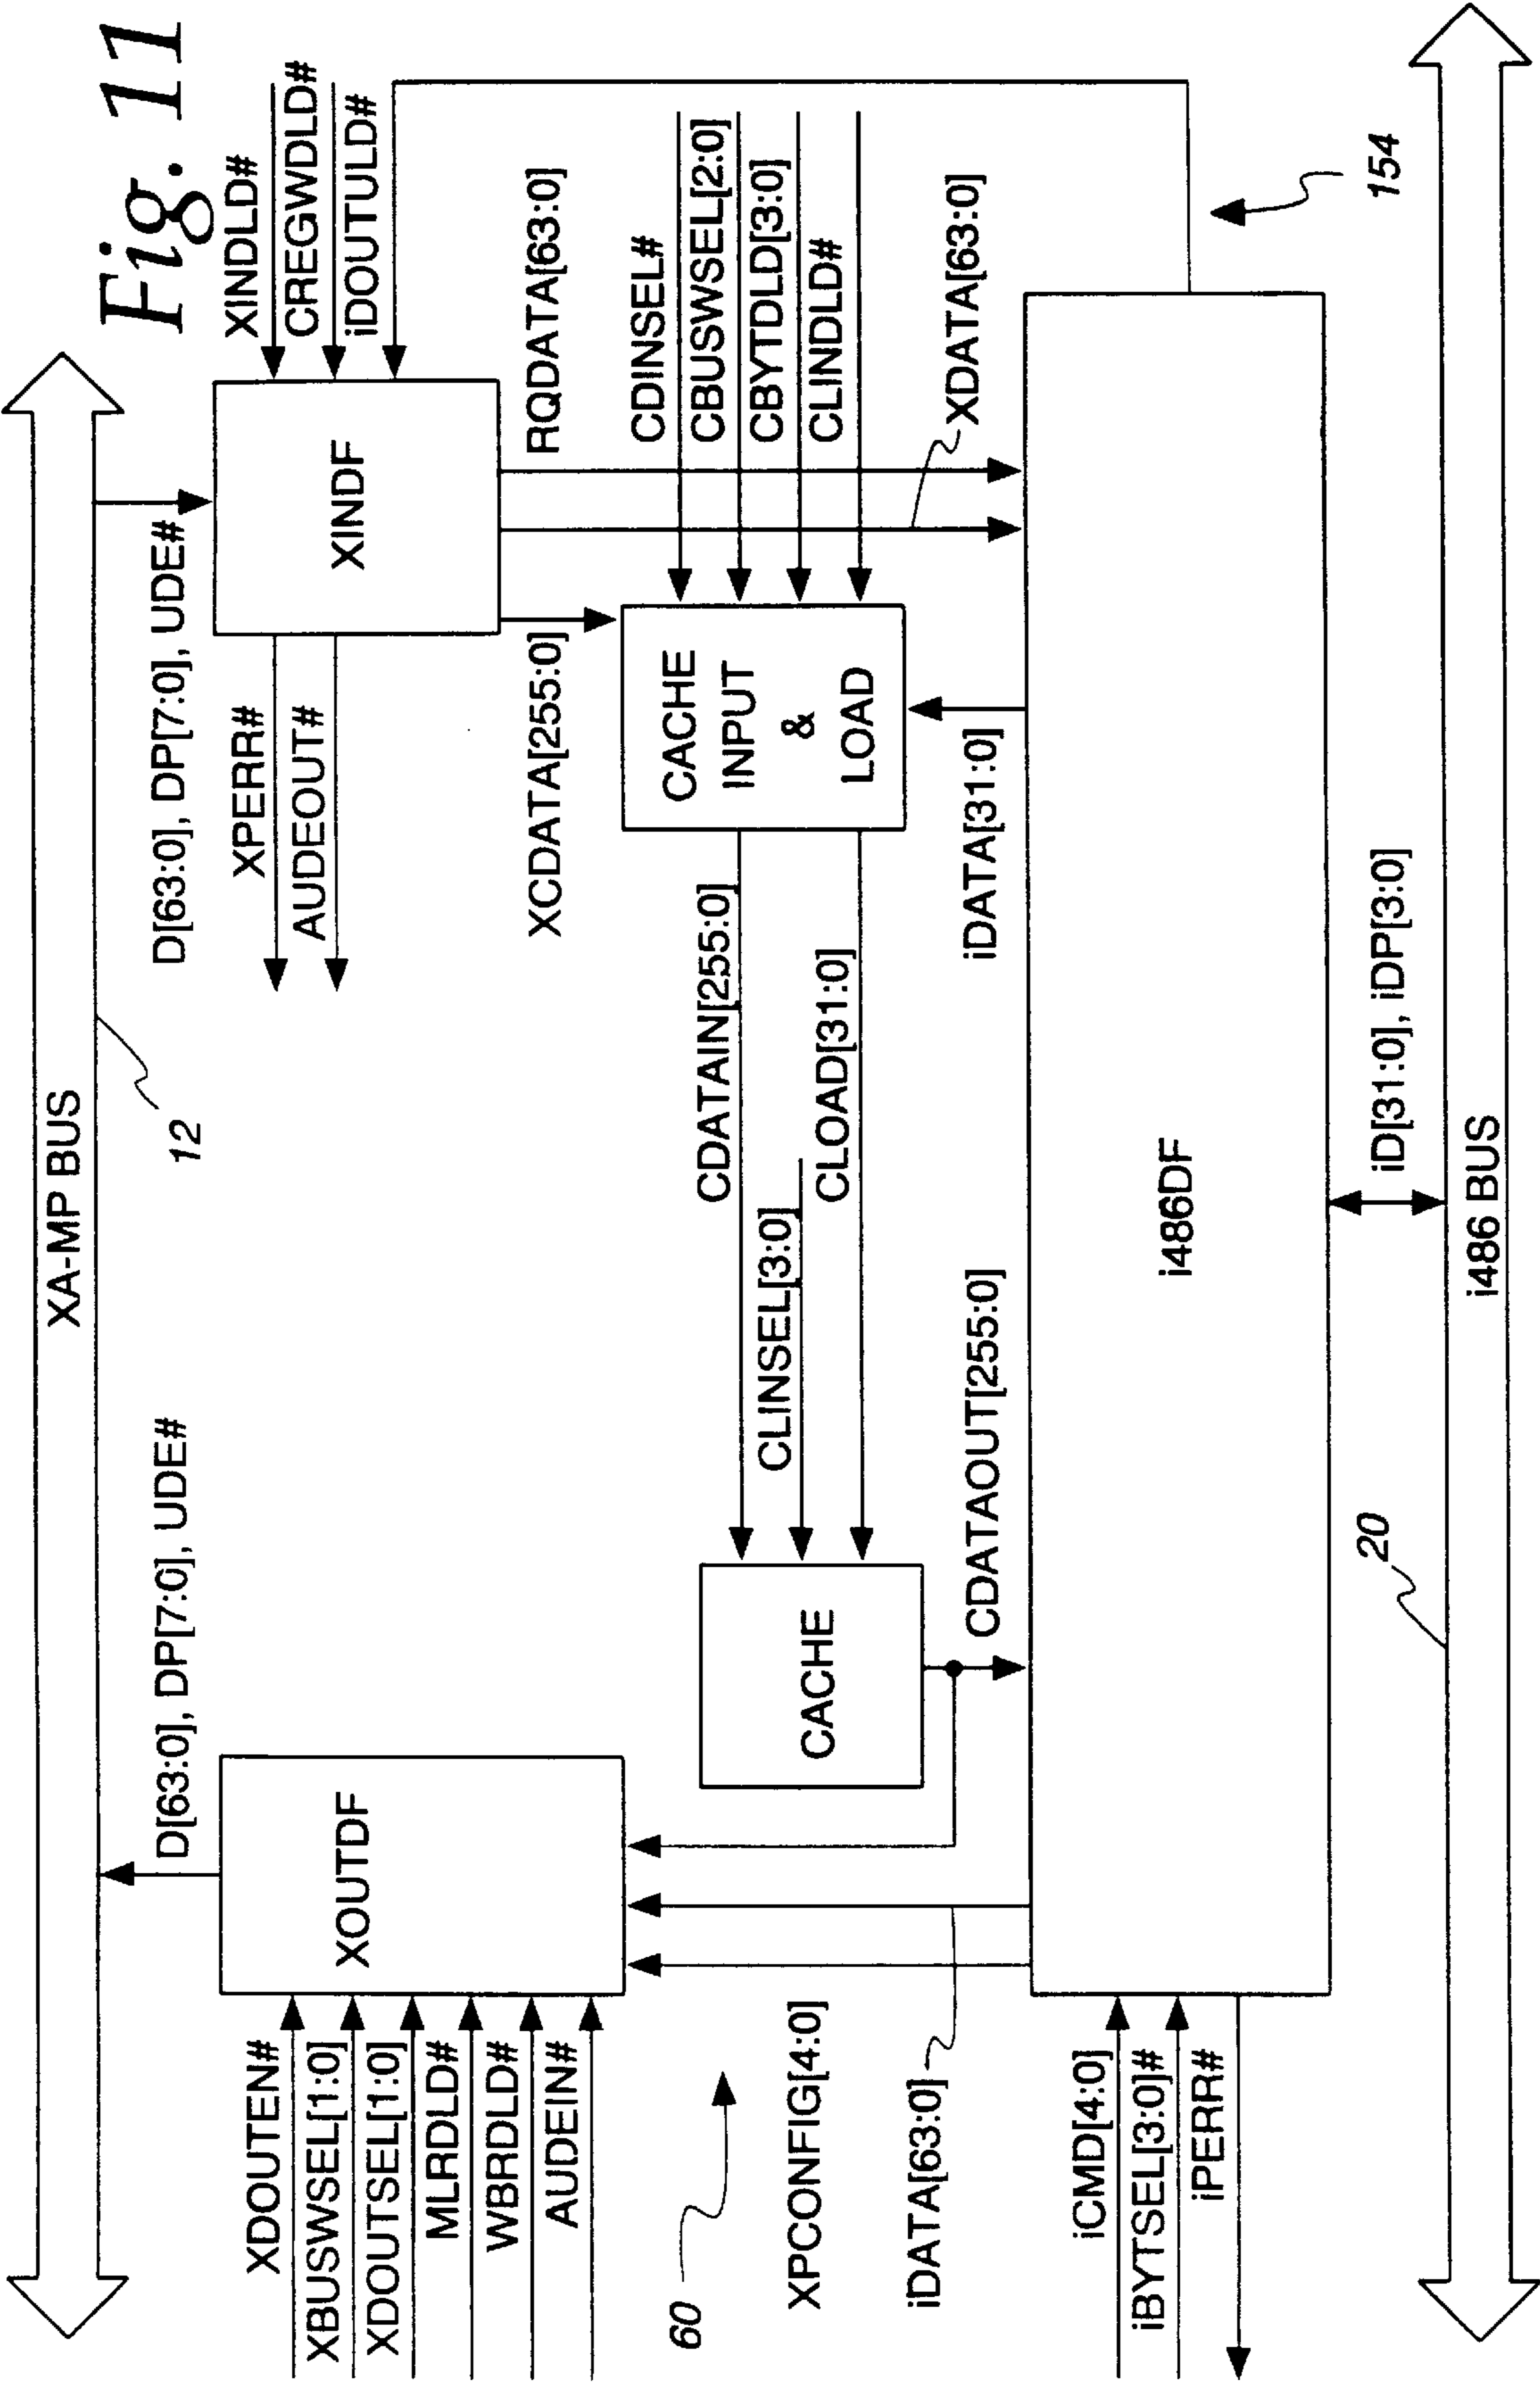 Fig. 11
XA-MP BUS
12
D[63:0], DP[7:0], UDE#
D[63:0], DP[7:0], UDE#
XDOUTEN#
XBUSWSEL[1:0]
XDOUTSEL[1:0]
MLRDLD#
WBRDLD#
AUDEIN#
XOUTDF
XPERR#
AUDEOUT#
XINDF
XINDLD#
CREGWDLD#
iDOUTULD#
XCDATA[255:0]
RQDATA[63:0]
60
CACHE
CDATAIN[255:0]
CLINSEL[3:0]
CLOAD[31:0]
CACHE
INPUT
&
LOAD
CDINSEL#
CBUSWSEL[2:0]
CBYTDLD[3:0]
CLINDLD#
XPCONFIG[4:0]
iDATA[63:0]
CDATAOUT[255:0]
iDATA[31:0]
XDATA[63:0]
iCMD[4:0]
iBYTSEL[3:0]#
iPERR#
i486DF
154
20
iD[31:0], iDP[3:0]
i486 BUS